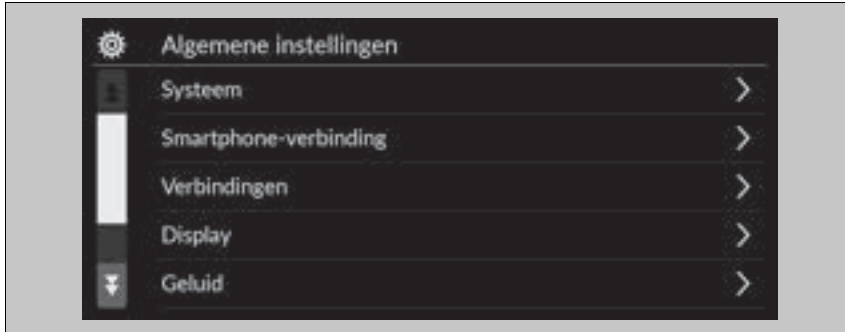 Algemene instellingen
Systeem
Smartphone-verbinding
Verbindingen
Display
Geluid